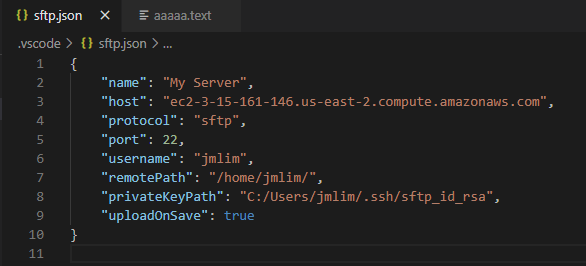 {} sftp.json × aaaaa.text
.vscode > {} sftp.json > ...
1 {
2 "name": "My Server",
3 "host": "ec2-3-15-161-146.us-east-2.compute.amazonaws.com",
4 "protocol": "sftp",
5 "port": 22,
6 "username": "jmlim",
7 "remotePath": "/home/jmlim/",
8 "privateKeyPath": "C:/Users/jmlim/.ssh/sftp_id_rsa",
9 "uploadOnSave": true
10 }
11